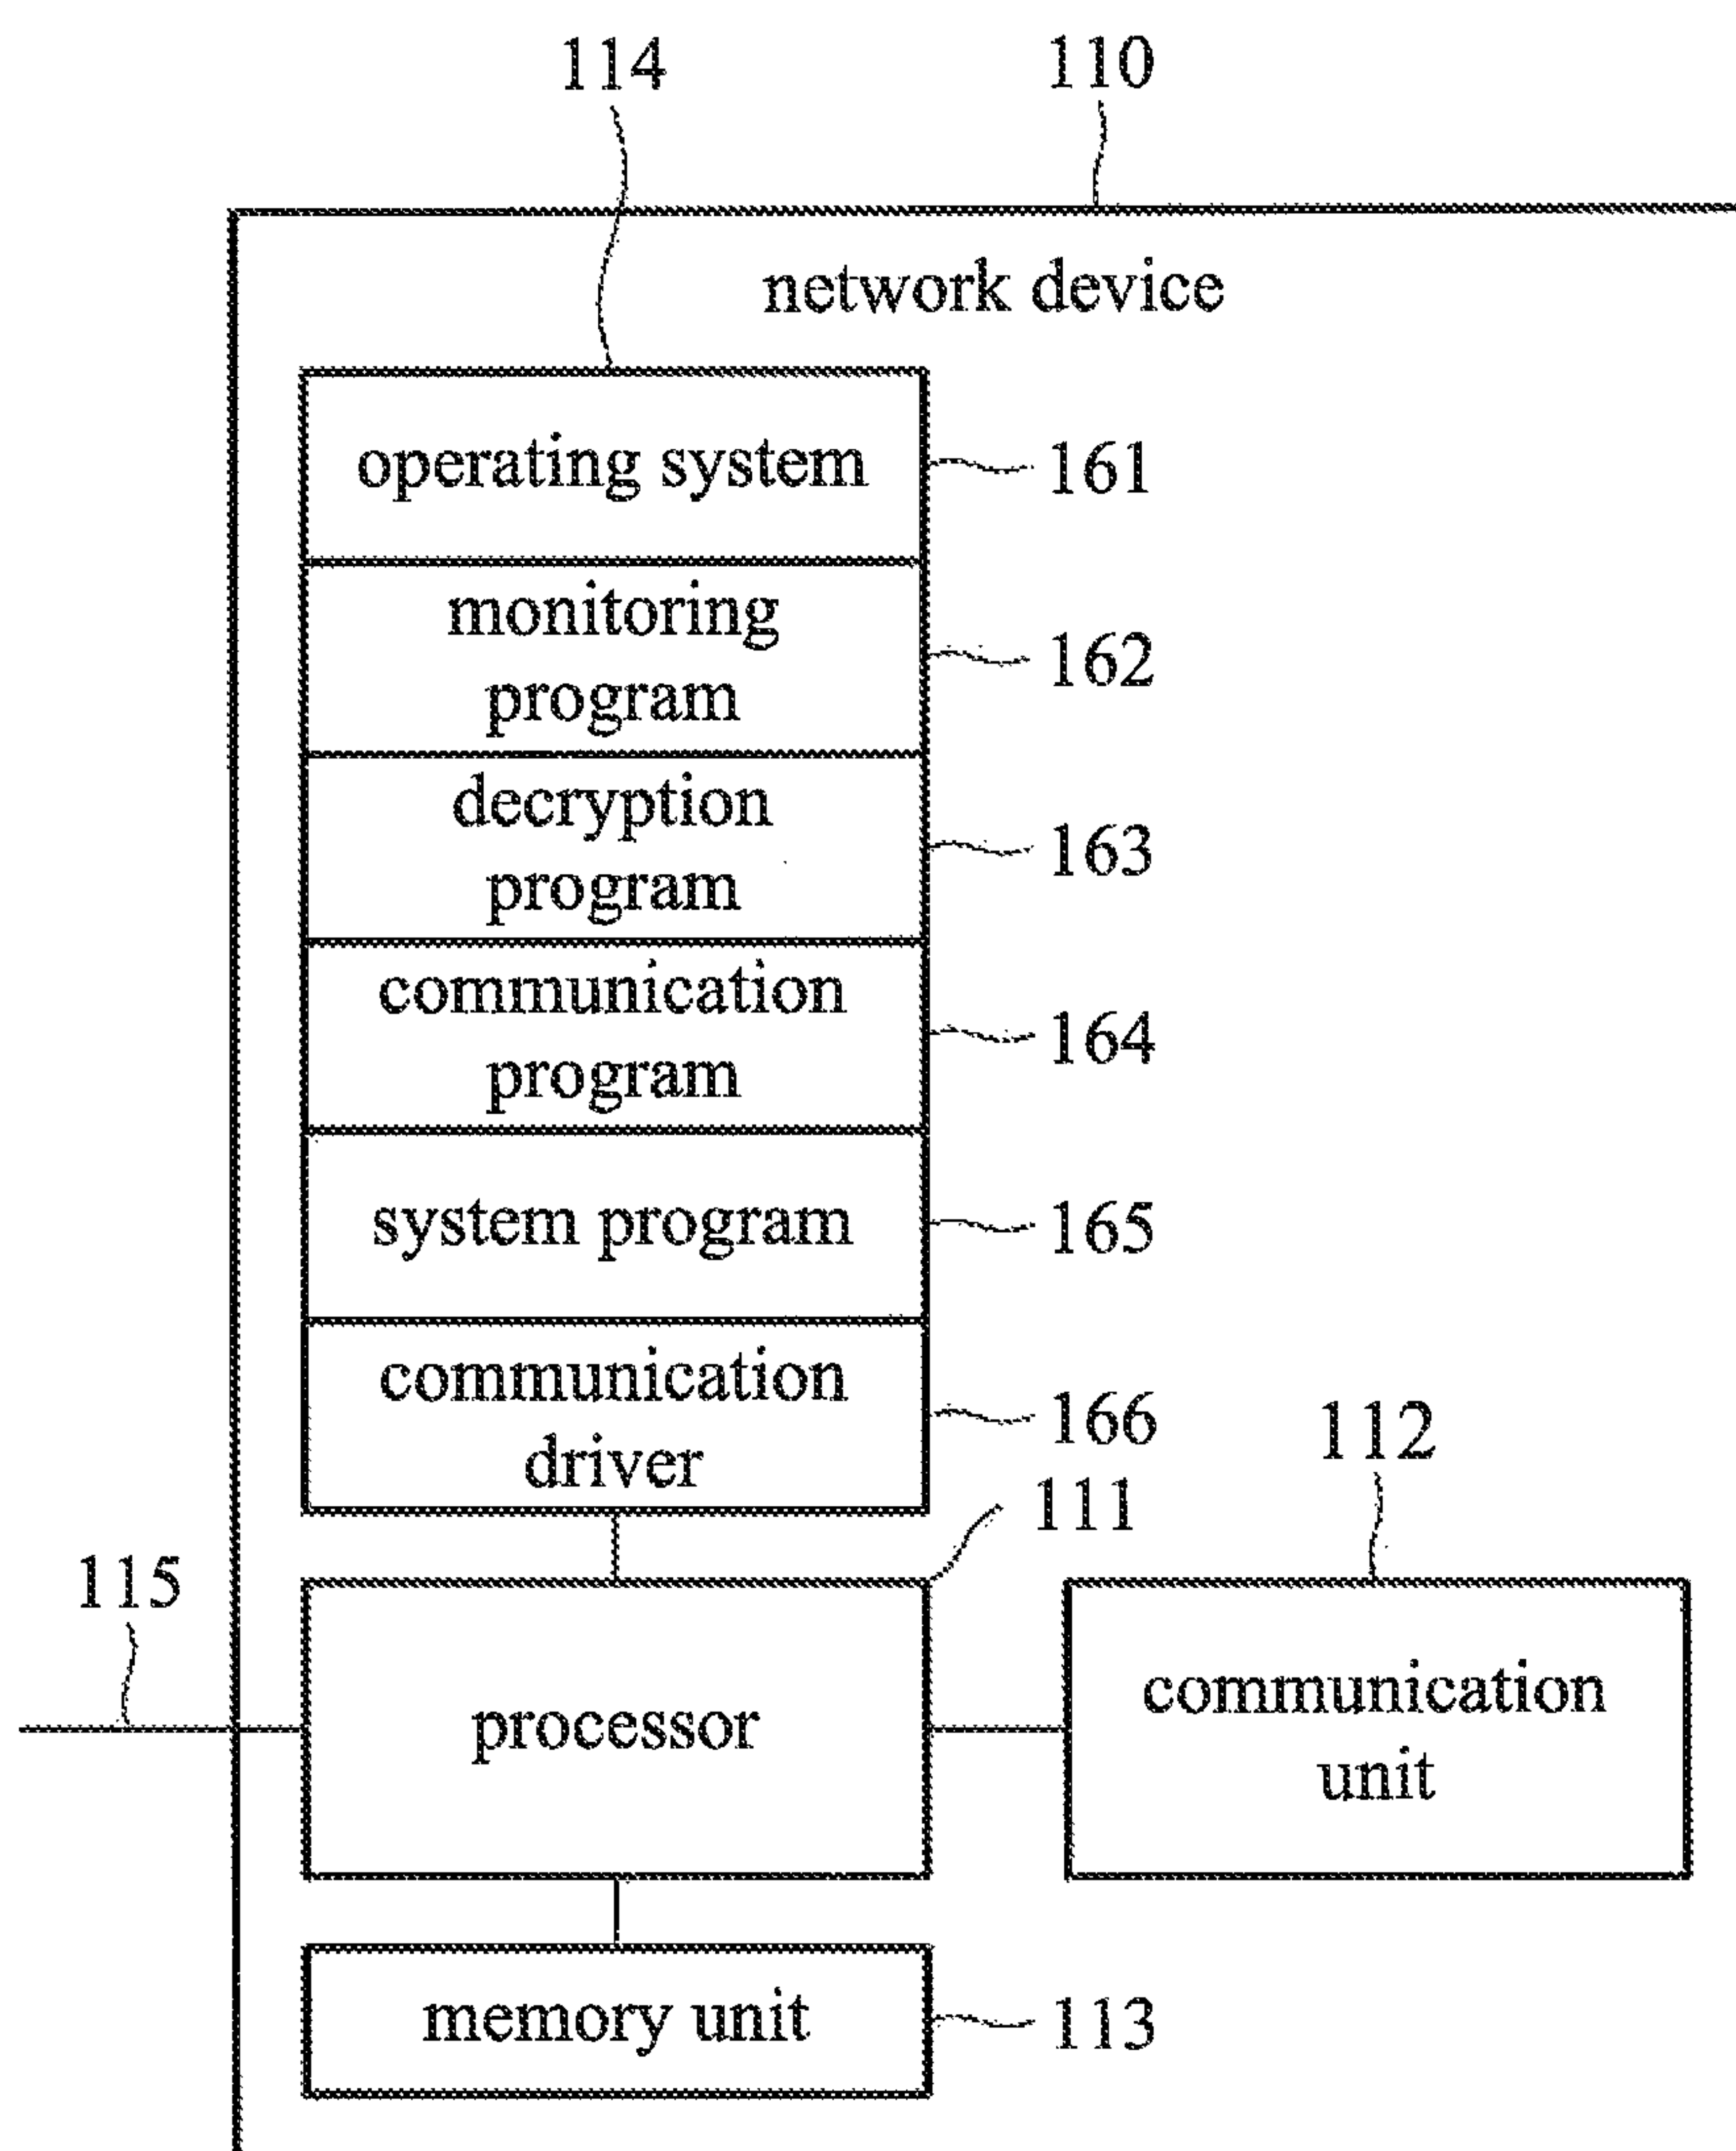 114
110
network device
operating system
161
monitoring
program
162
decryption
program
163
communication
program
164
system program
165
communication
driver
166
111
112
115
processor
communication
unit
memory unit
113